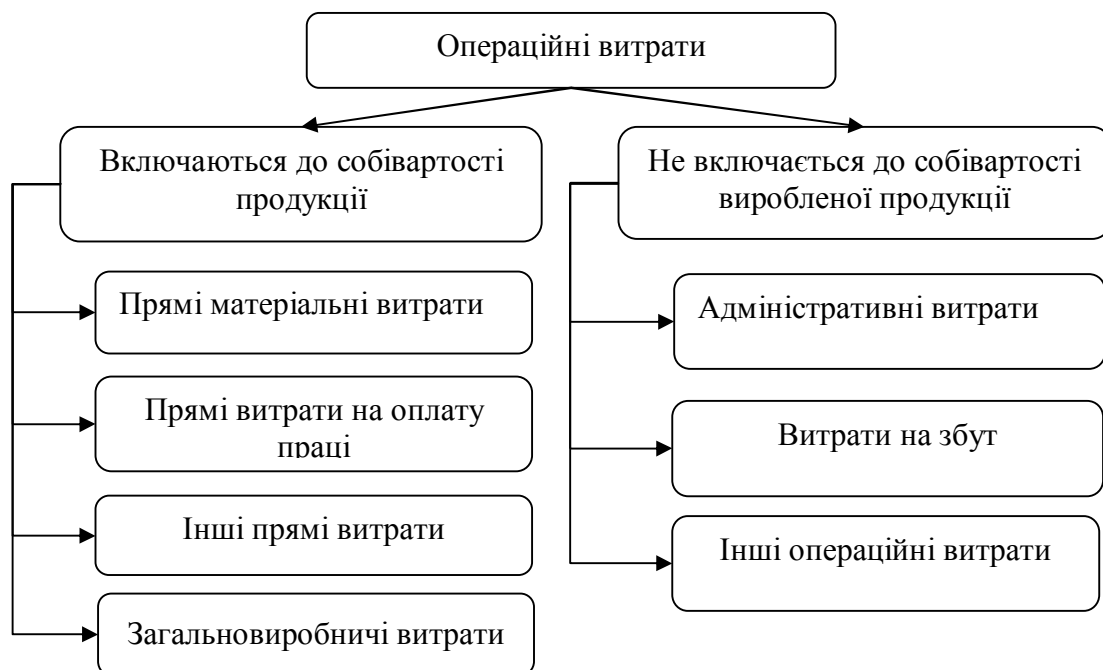 Операційні витрати
Включаються до собівартості
продукції
Не включається до собівартості
виробленої продукції
Прямі матеріальні витрати
Прямі витрати на оплату
праці
Інші прямі витрати
Загальновиробничі витрати
Адміністративні витрати
Витрати на збут
Інші операційні витрати